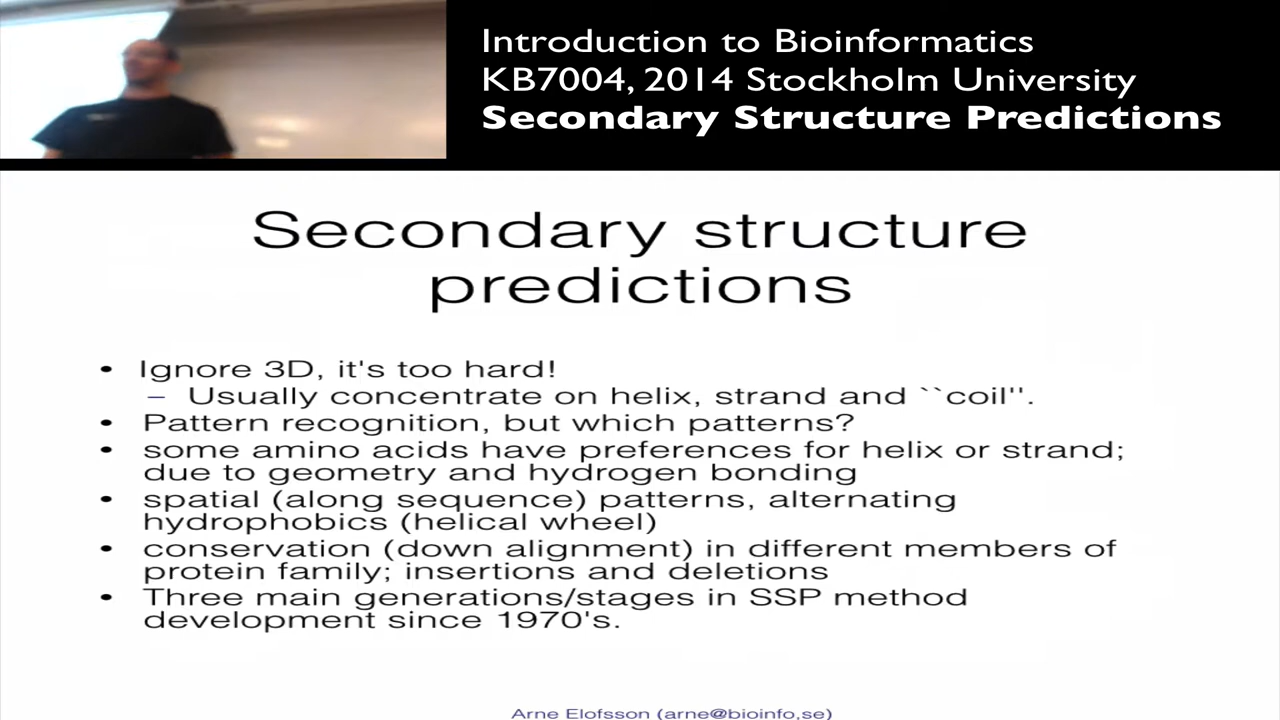 Introduction to Bioinformatics
KB7004, 2014 Stockholm University
Secondary Structure Predictions
Secondary structure
predictions
• Ignore 3D, it's too hard!
– Usually concentrate on helix, strand and ``coil''.
• Pattern recognition, but which patterns?
• some amino acids have preferences for helix or strand;
due to geometry and hydrogen bonding
• spatial (along sequence) patterns, alternating
hydrophobics (helical wheel)
• conservation (down alignment) in different members of
protein family; insertions and deletions
• Three main generations/stages in SSP method
development since 1970's.
Arne Elofsson (arne@bioinfo,se)